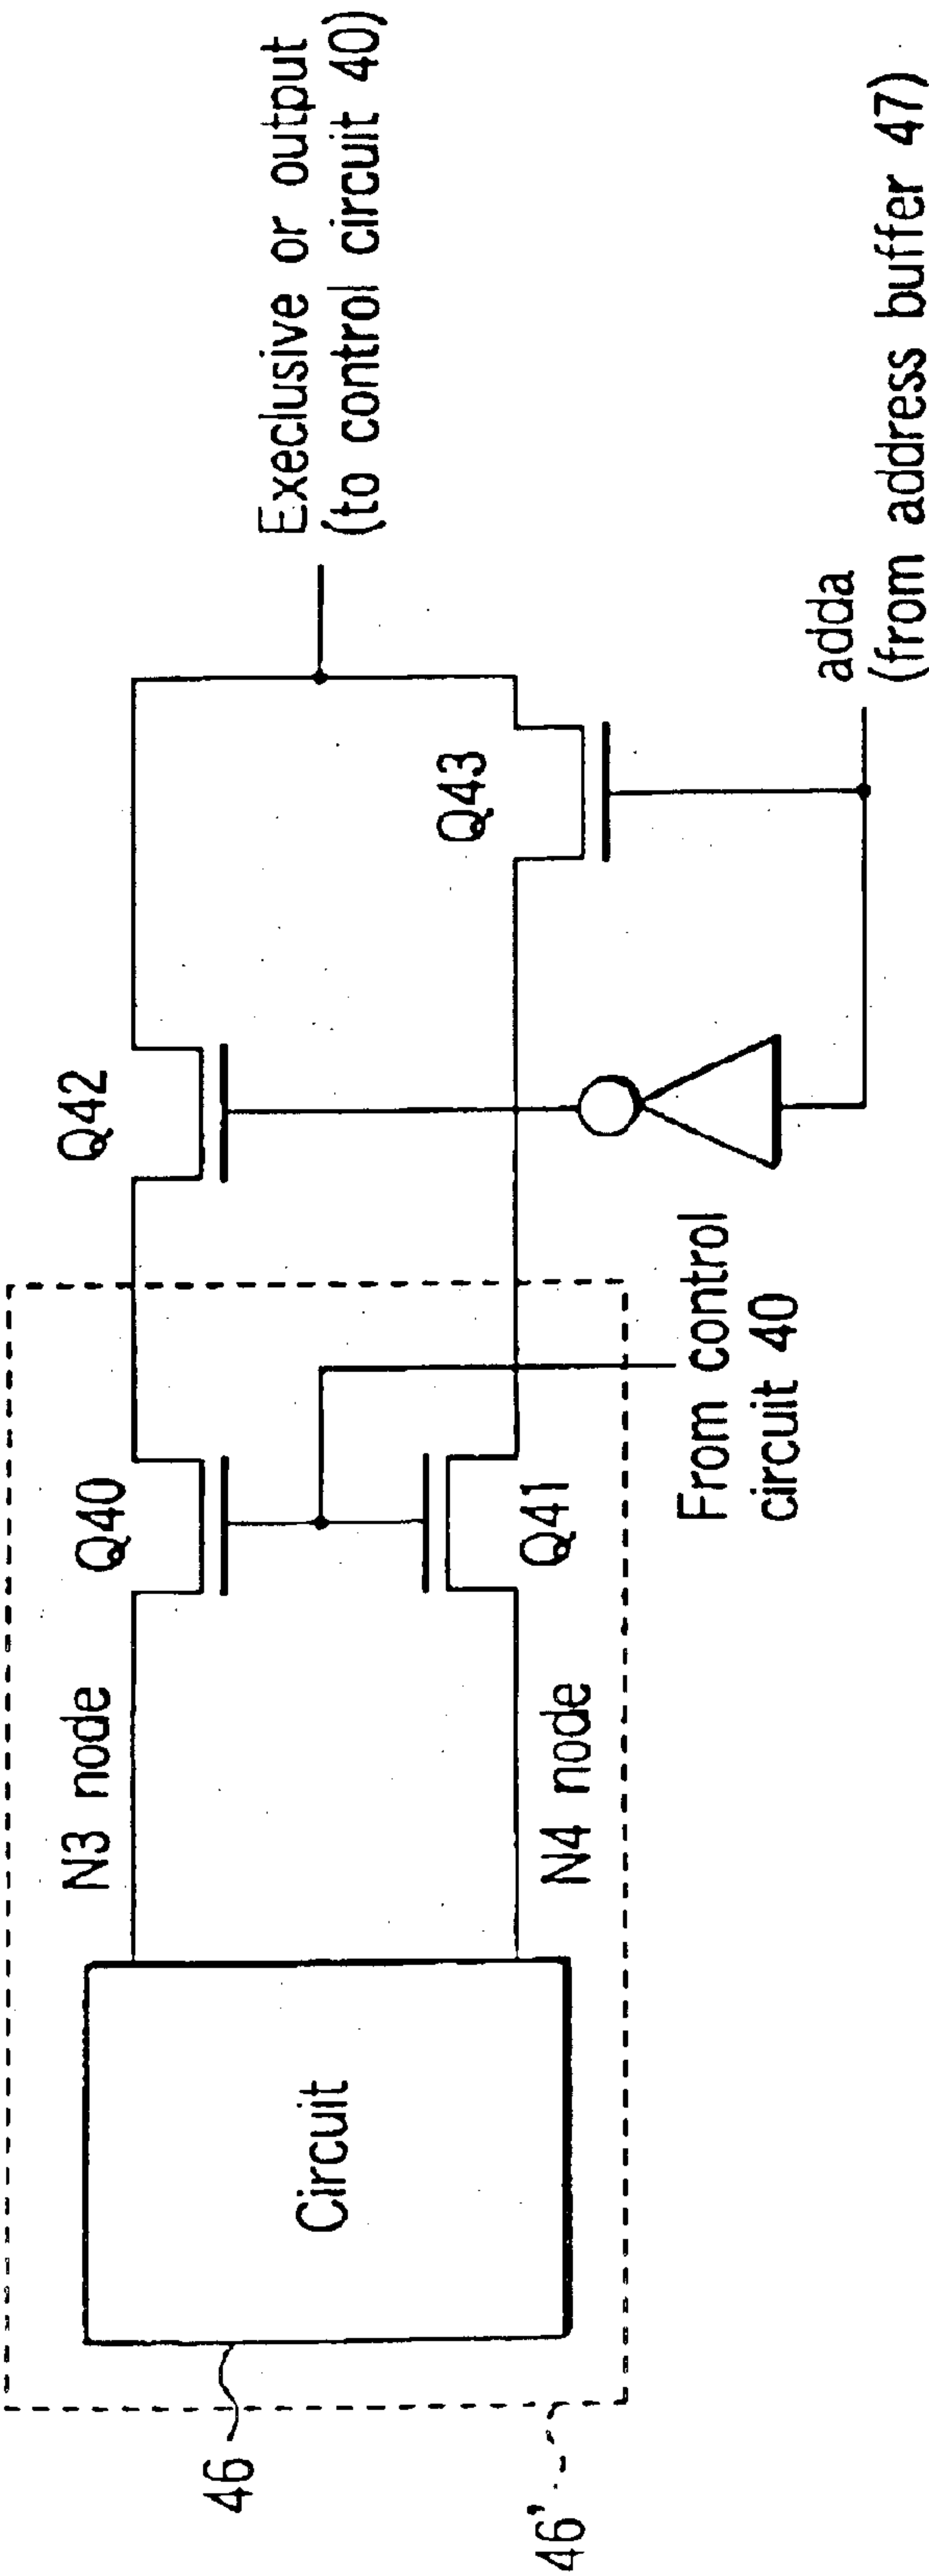 46
46'
Circuit
N3 node
N4 node
Q40
Q41
From control
circuit 40
Q42
Q43
adda
(from address buffer 47)
Execlusive or output
(to control circuit 40)